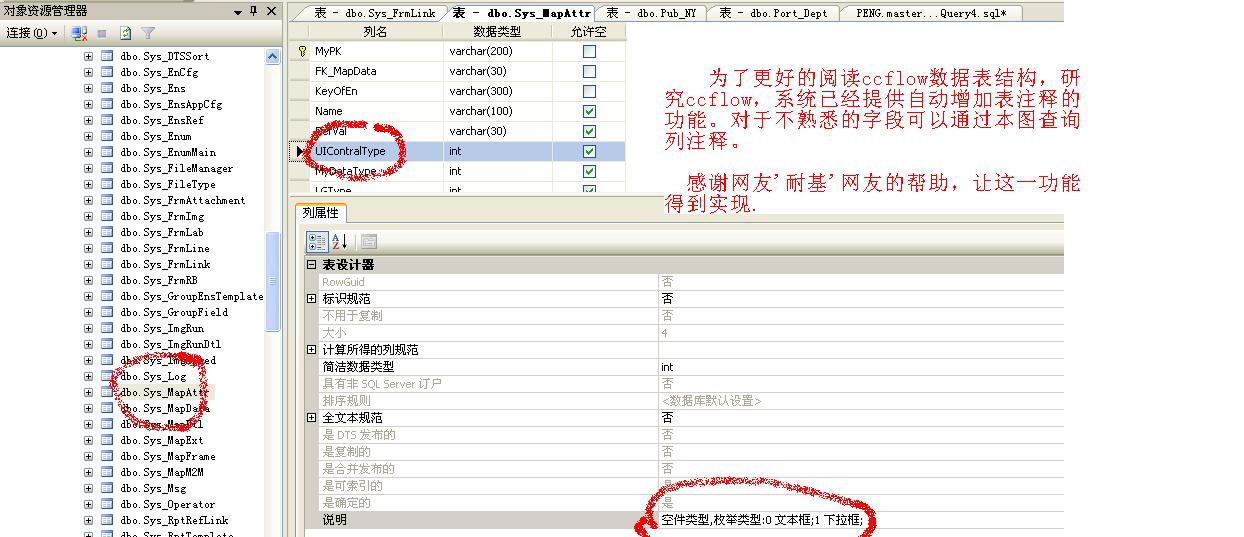 对象资源管理器
连接(O)
dbo.Sys_DTSSort
dbo.Sys_EnCfg
dbo.Sys_Ens
dbo.Sys_EnsAppCfg
dbo.Sys_EnsRef
dbo.Sys_Enum
dbo.Sys_EnumMain
dbo.Sys_FileManager
dbo.Sys_FileType
dbo.Sys_FrmAttachment
dbo.Sys_FrmImg
dbo.Sys_FrmLab
dbo.Sys_FrmLine
dbo.Sys_FrmLink
dbo.Sys_FrmRB
dbo.Sys_GroupEnsTemplate
dbo.Sys_GroupField
dbo.Sys_ImgRun
dbo.Sys_ImgRunDtl
dbo.Sys_Log
dbo.Sys_MapAttr
dbo.Sys_MapData
dbo.Sys_MapDtl
dbo.Sys_MapExt
dbo.Sys_MapFrame
dbo.Sys_MapM2M
dbo.Sys_Msg
dbo.Sys_Operator
dbo.Sys_RptRefLink
dbo.Sys_RptTemplate
表 - dbo.Sys_FrmLink
表 - dbo.Sys_MapAttr
表 - dbo.Pub_NY
表 - dbo.Port_Dept
PENG.master...Query4.sql*
列名 数据类型 允许空
MyPK varchar(200)
FK_MapData varchar(30)
KeyOfEn varchar(300)
Name varchar(100)
DefVal varchar(30)
UIContralType int
MyDataType int
LGType int
为了更好的阅读ccflow数据表结构，研
究ccflow，系统已经提供自动增加表注释的
功能。对于不熟悉的字段可以通过本图查询
列注释。
感谢网友'耐基'网友的帮助，让这一功能
得到实现.
列属性
表设计器
RowGuid 否
标识规范 否
不用于复制 否
大小 4
计算所得的列规范
简洁数据类型 int
具有非 SQL Server 订户 否
排序规则 <数据库默认设置>
全文本规范 否
是 DTS 发布的 否
是复制的 否
是合并发布的 否
是可索引的 是
是确定的 是
说明 空件类型,枚举类型:0 文本框;1 下拉框;